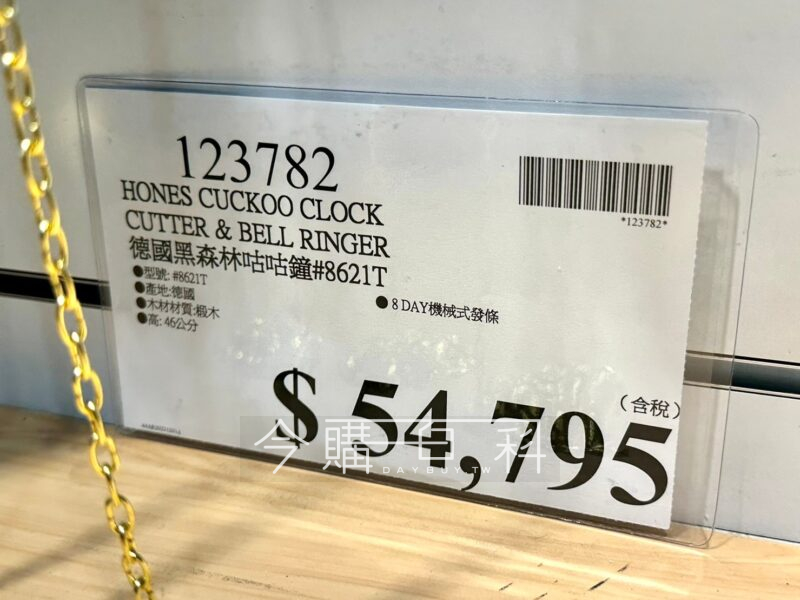 123782
HONES CUCKOO CLOCK
CUTTER & BELL RINGER
德國黑森林咕咕鐘#8621T
●型號: #8621T
●產地:德國
●木材材質:椴木
●高: 46公分
●8 DAY機械式發條
*123782*
(含稅)
$ 54,795
今購百科
DAYBUY.TW